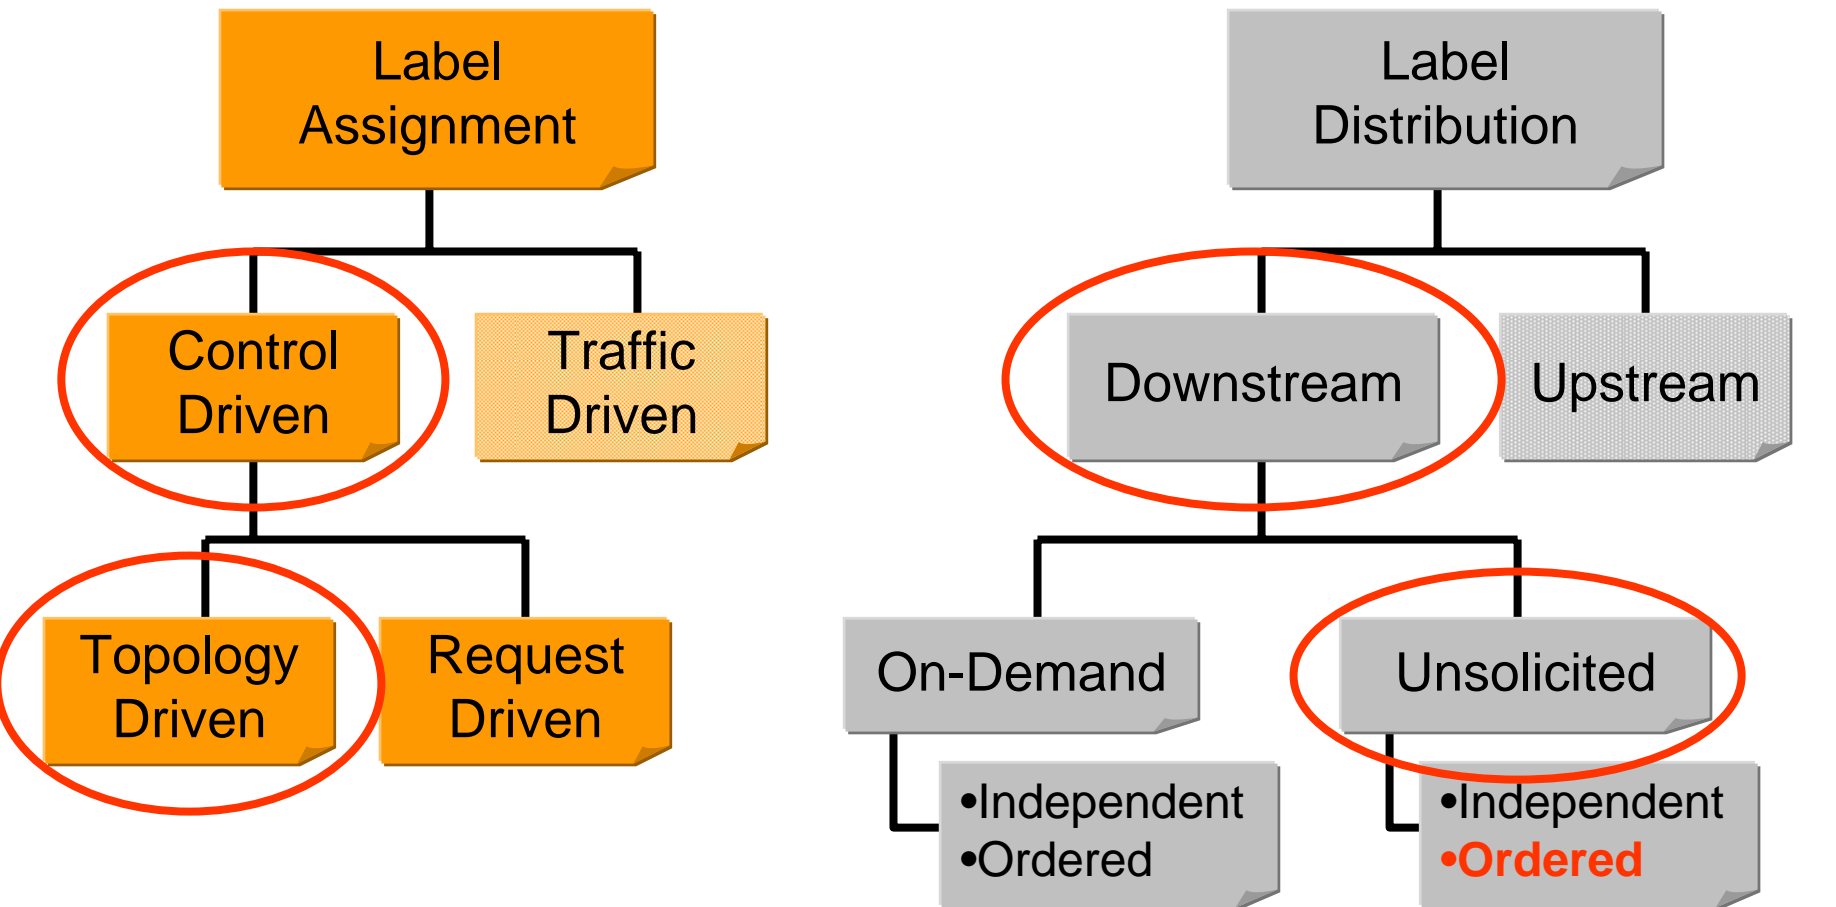 Label
Assignment
Control
Driven
Traffic
Driven
Topology
Driven
Request
Driven
Label
Distribution
Downstream
Upstream
On-Demand
•Independent
•Ordered
Unsolicited
•Independent
•Ordered